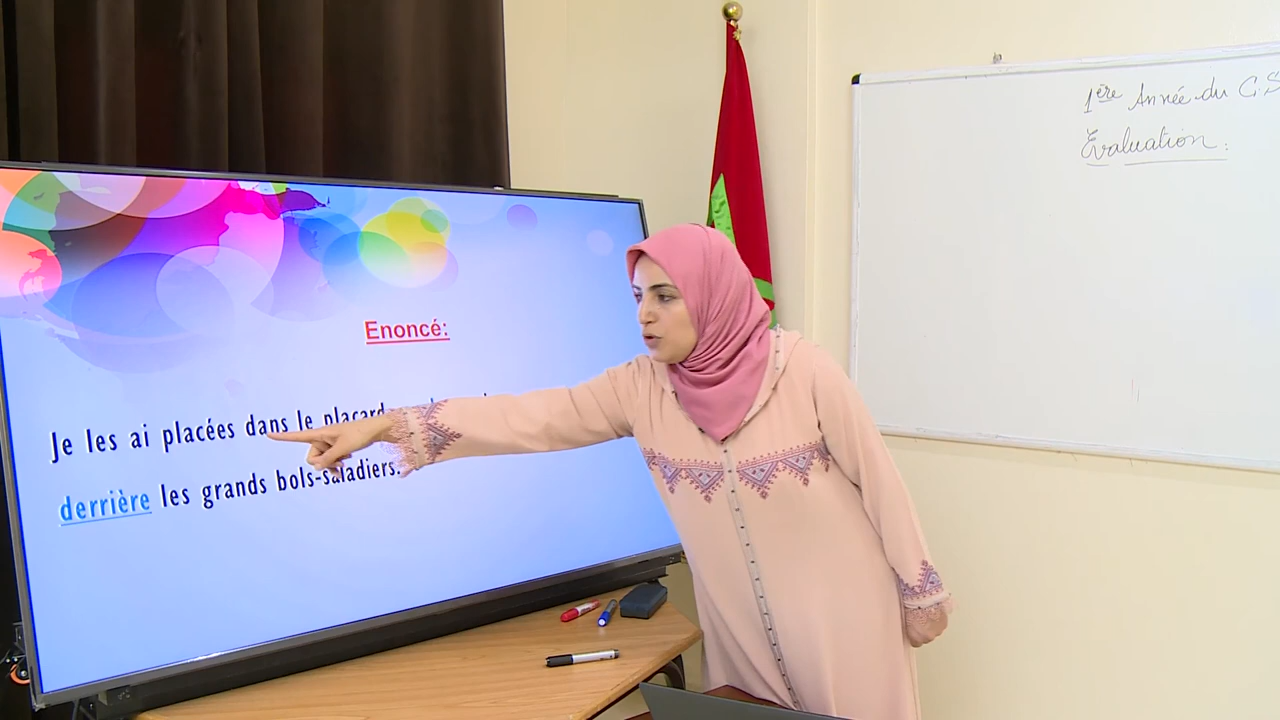 Enoncé:
Je les ai placées dans le placard
derrière les grands bols-saladiers.
1ère Année du C.S
Evaluation: